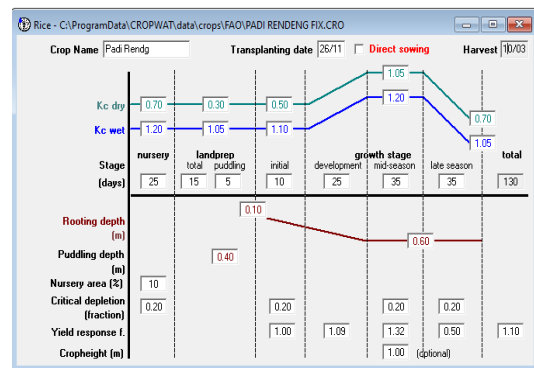 Rice - C:\ProgramData\CROPWAT\data\crops\FAO\PADI RENDENG FIX.CRO
Crop Name Padi Rendg Transplanting date 26/11 Direct sowing Harvest 10/03
1.05
Kc dry 0.70 0.30 0.50 1.20 0.70
Kc wet 1.20 1.05 1.10 1.05
nursery landprep growth stage total
Stage total puddling initial development mid-season late season
(days) 25 15 5 10 25 35 35 130
0.10
Rooting depth
(m) 0.60
Puddling depth 0.40
(m)
Nursery area (%) 10
Critical depletion 0.20 0.20 0.20 0.20
(fraction)
Yield response f. 1.00 1.09 1.32 0.50 1.10
Cropheight (m) 1.00 (optional)